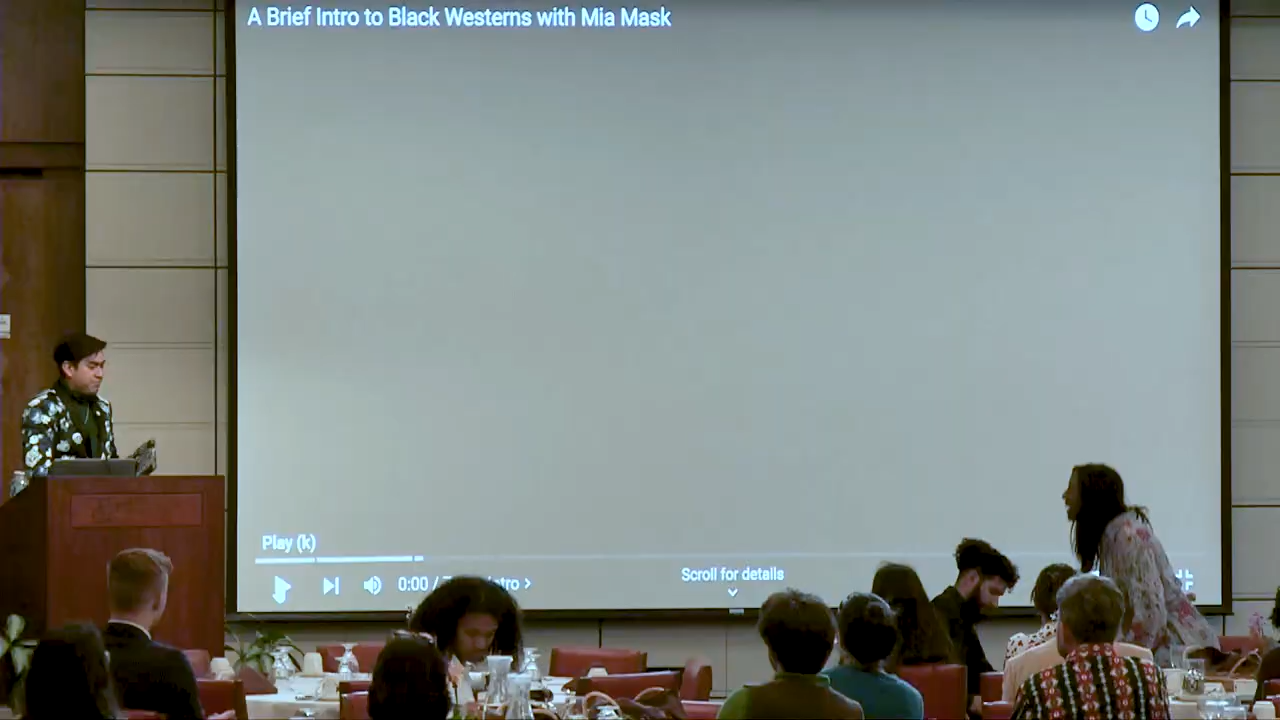 A Brief Intro to Black Westerns with Mia Mask
Play (k)
0:00 /
Scroll for details